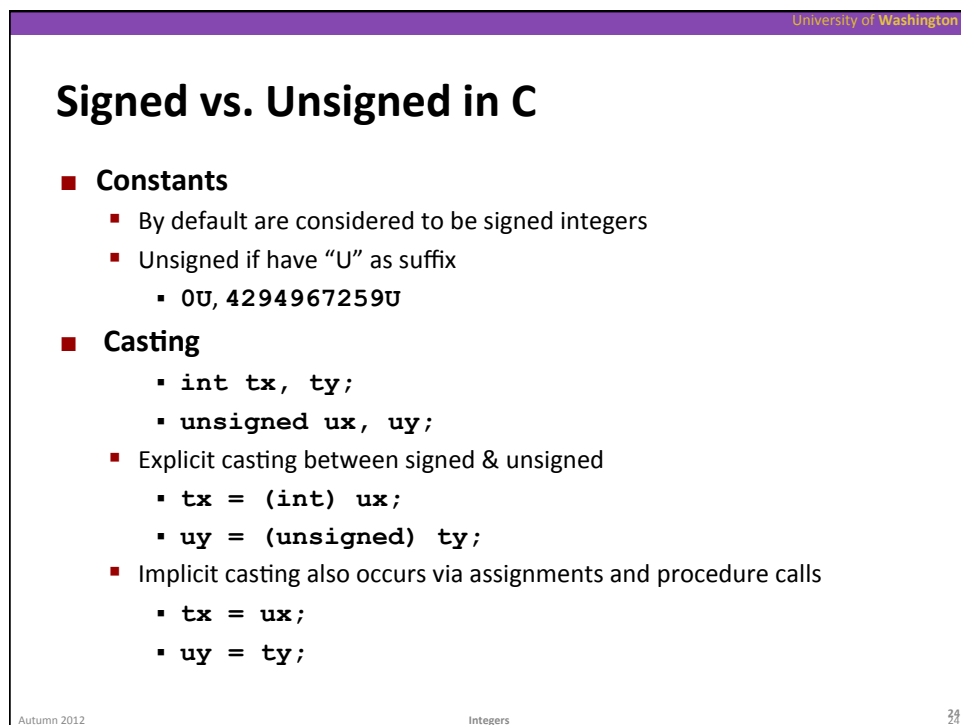 University of Washington
Signed vs. Unsigned in C
■ Constants
▪ By default are considered to be signed integers
▪ Unsigned if have “U” as suffix
▪ 0U, 4294967259U
■ Casting
▪ int tx, ty;
▪ unsigned ux, uy;
▪ Explicit casting between signed & unsigned
▪ tx = (int) ux;
▪ uy = (unsigned) ty;
▪ Implicit casting also occurs via assignments and procedure calls
▪ tx = ux;
▪ uy = ty;
Autumn 2012
Integers
24
24